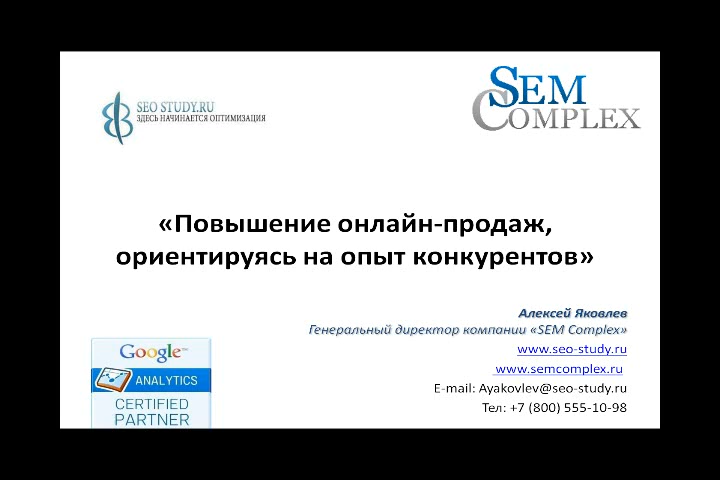 SEO STUDY.RU
ЗДЕСЬ НАЧИНАЕТСЯ ОПТИМИЗАЦИЯ
SEM
COMPLEX
«Повышение онлайн-продаж,
ориентируясь на опыт конкурентов»
Алексей Яковлев
Генеральный директор компании «SEM Complex»
www.seo-study.ru
www.semcomplex.ru
E-mail: Ayakovlev@seo-study.ru
Тел: +7 (800) 555-10-98
Google™
ANALYTICS
CERTIFIED
PARTNER